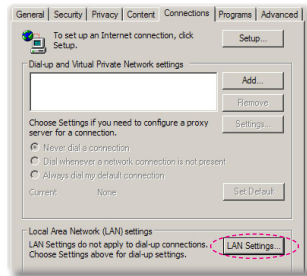 General Security Privacy Content Connections Programs Advanced
To set up an Internet connection, click Setup.
Setup...
Dial-up and Virtual Private Network settings
Add...
Remove
Choose Settings if you need to configure a proxy server for a connection.
Settings...
Never dial a connection
Dial whenever a network connection is not present
Always dial my default connection
Current None
Set Default
Local Area Network (LAN) settings
LAN Settings do not apply to dial-up connections. Choose Settings above for dial-up settings.
LAN Settings...